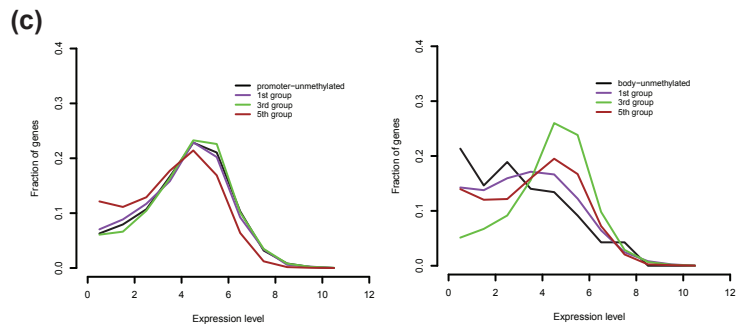 (c)
0.4
0.3
0.2
0.1
0.0
Fraction of genes
promoter-unmethylated
1st group
3rd group
5th group
0 2 4 6 8 10 12
Expression level
0.4
0.3
0.2
0.1
0.0
Fraction of genes
body-unmethylated
1st group
3rd group
5th group
0 2 4 6 8 10 12
Expression level